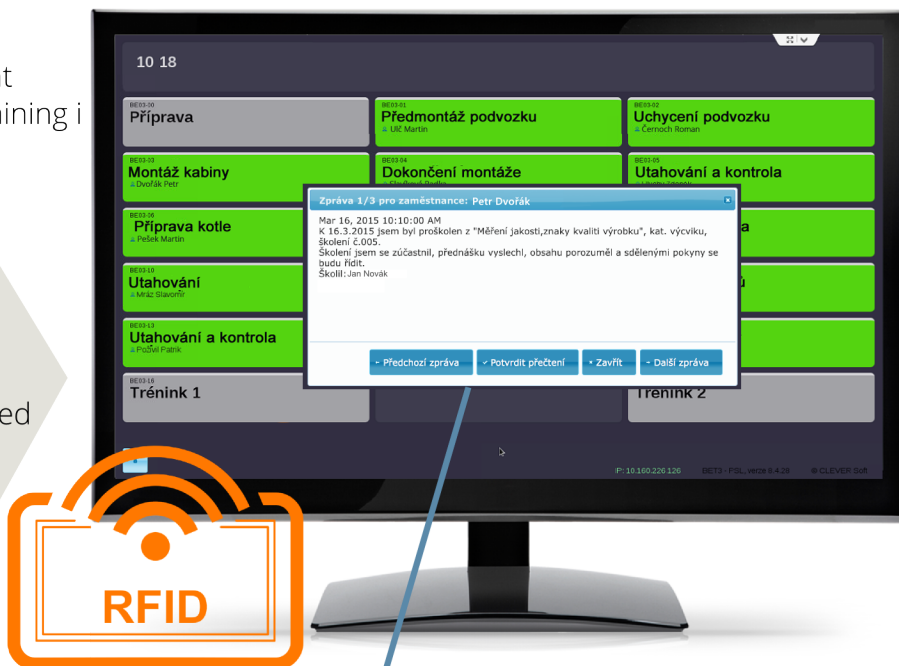 ining i
ed
10 18
BE03-00
Příprava
BE03-01
Předmontáž podvozku
Ulč Martin
BE03-02
Uchycení podvozku
Černoch Roman
BE03-03
Montáž kabiny
Dvořák Petr
BE03-04
Dokončení montáže
BE03-05
Utahování a kontrola
BE03-06
Příprava kotle
Pešek Martin
a
BE03-10
Utahování
Mráz Slavomír
BE03-13
Utahování a kontrola
Pospíšil Patrik
BE03-16
Trénink 1
Trénink 2
Zpráva 1/3 pro zaměstnance: Petr Dvořák
Mar 16, 2015 10:10:00 AM
K 16.3.2015 jsem byl proškolen z "Měření jakosti,znaky kvaliti výrobku", kat. výcviku,
školení č.005.
Školení jsem se zúčastnil, přednášku vyslechl, obsahu porozuměl a sdělenými pokyny se
budu řídit.
Školil: Jan Novák
Předchozí zpráva
Potvrdit přečtení
Zavřít
Další zpráva
IP: 10.160.226.126
BET3 - PSL, verze 8.4.28
© CLEVER Soft
RFID